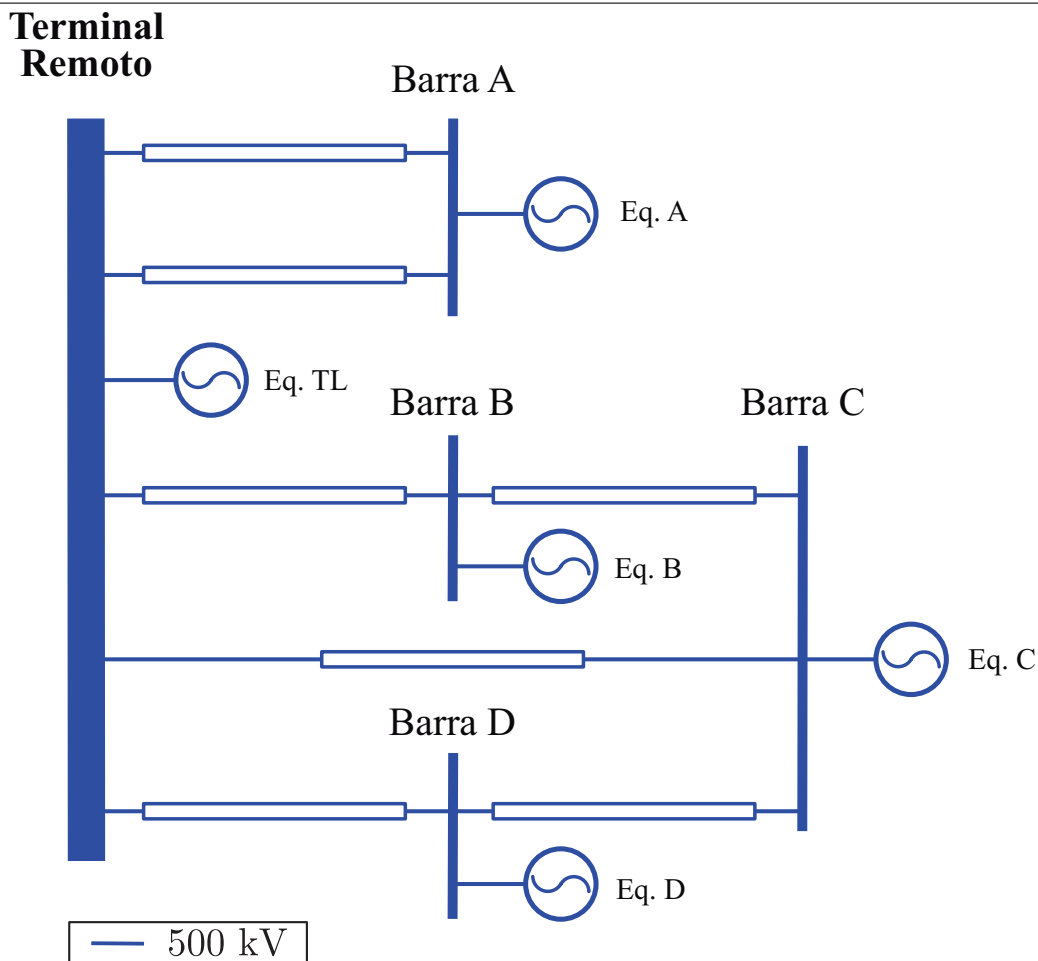 Terminal
Remoto
Barra A
Eq. A
Eq. TL
Barra B
Barra C
Eq. B
Eq. C
Barra D
Eq. D
500 kV